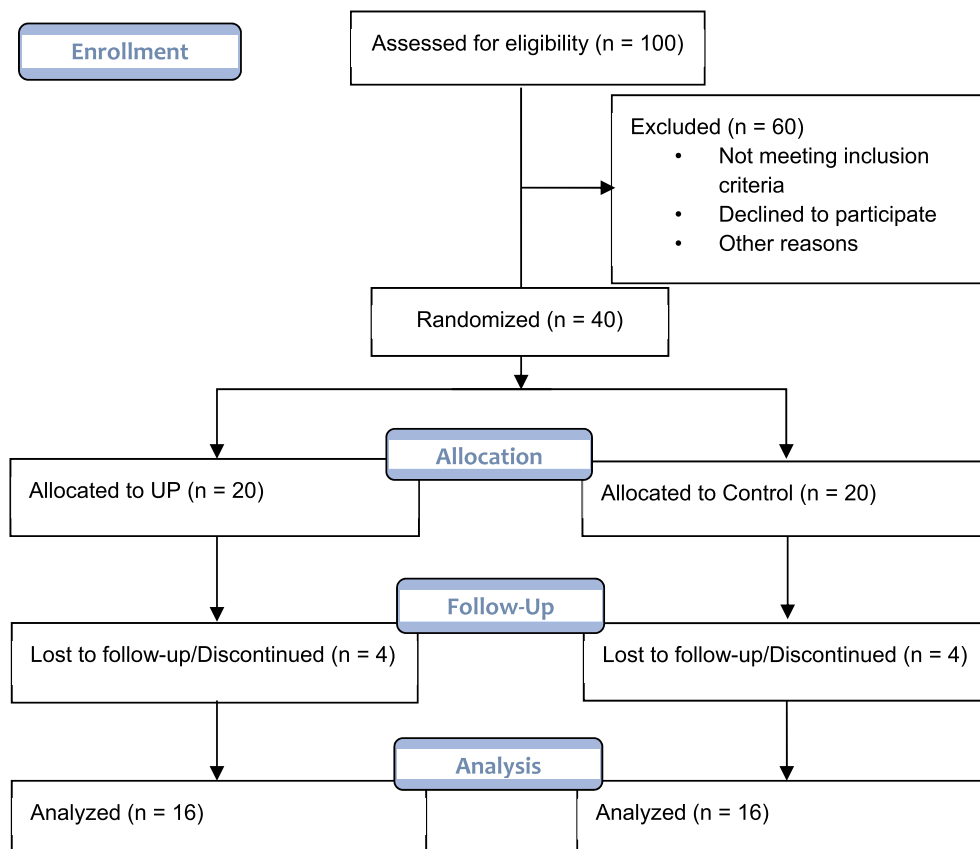 Enrollment
Assessed for eligibility (n = 100)
Excluded (n = 60)
• Not meeting inclusion
criteria
• Declined to participate
• Other reasons
Randomized (n = 40)
Allocation
Allocated to UP (n = 20)
Allocated to Control (n = 20)
Follow-Up
Lost to follow-up/Discontinued (n = 4)
Lost to follow-up/Discontinued (n = 4)
Analysis
Analyzed (n = 16)
Analyzed (n = 16)